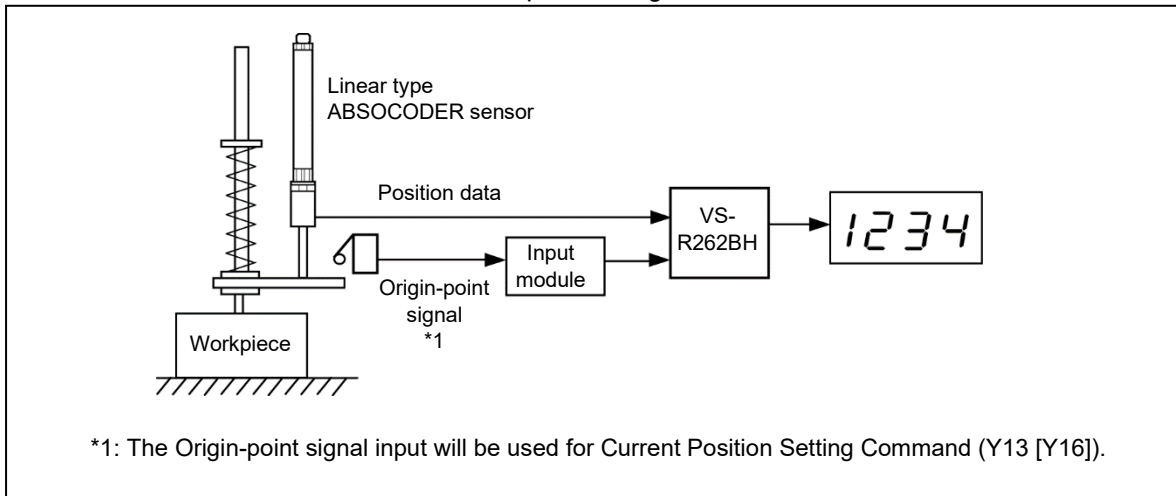 Linear type
ABSOCODER sensor
Position data
VS-
R262BH
1234
Input
module
Origin-point
signal
*1
Workpiece
*1: The Origin-point signal input will be used for Current Position Setting Command (Y13 [Y16]).